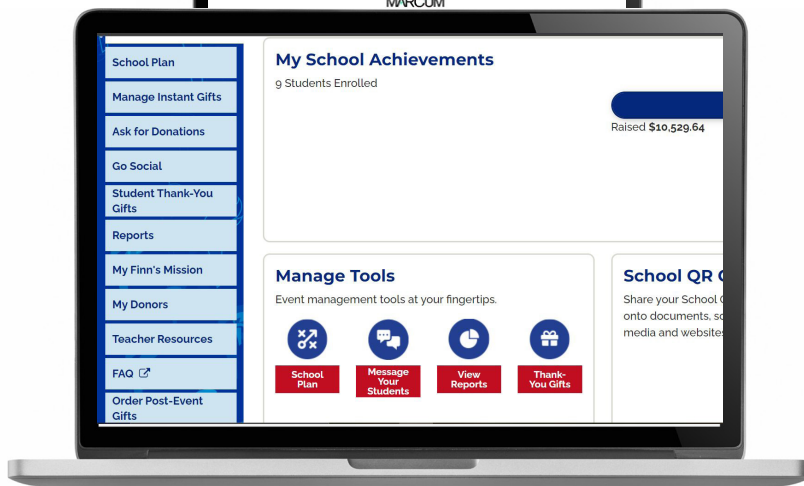 MARCUM
School Plan
Manage Instant Gifts
Ask for Donations
Go Social
Student Thank-You
Gifts
Reports
My Finn's Mission
My Donors
Teacher Resources
FAQ
Order Post-Event
Gifts
My School Achievements
9 Students Enrolled
Raised $10,529.64
Manage Tools
Event management tools at your fingertips.
School
Plan
Message
Your
Students
View
Reports
Thank-
You Gifts
School QR
Share your School
onto documents,
media and websites